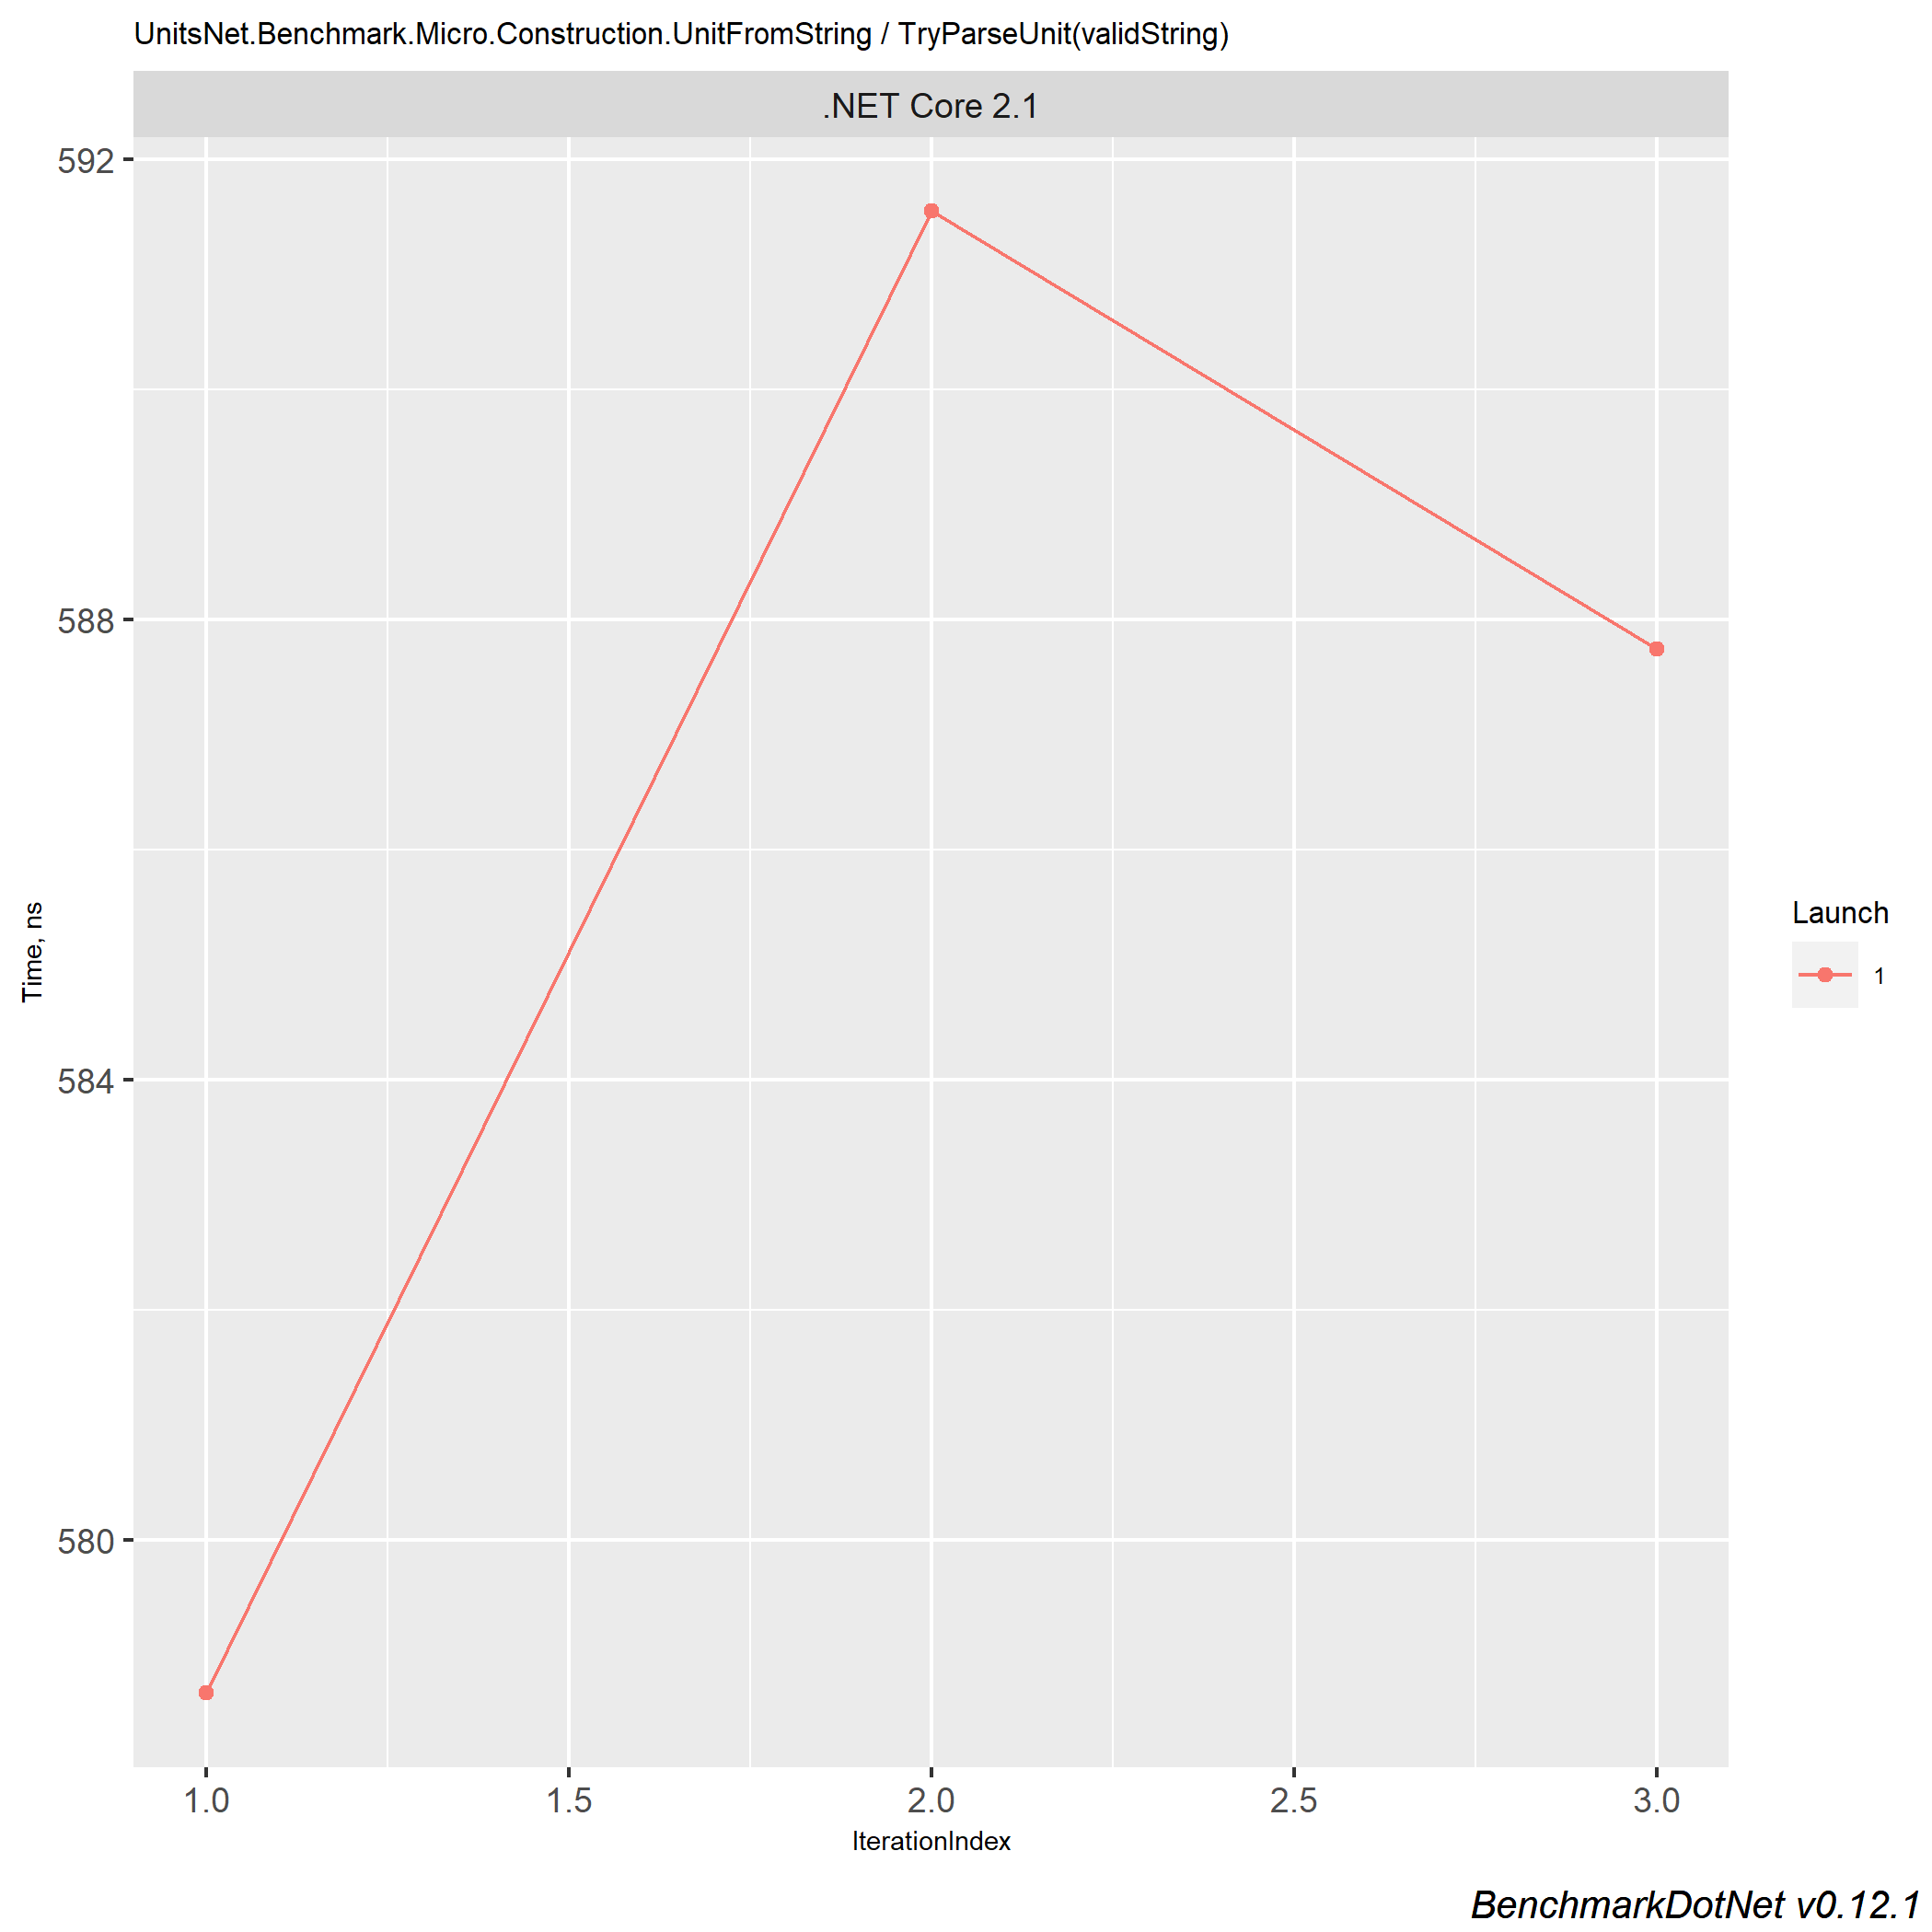 UnitsNet.Benchmark.Micro.Construction.UnitFromString / TryParseUnit(validString)
.NET Core 2.1
592
588
584
580
Time, ns
1.0 1.5 2.0 2.5 3.0
IterationIndex
Launch
1
BenchmarkDotNet v0.12.1